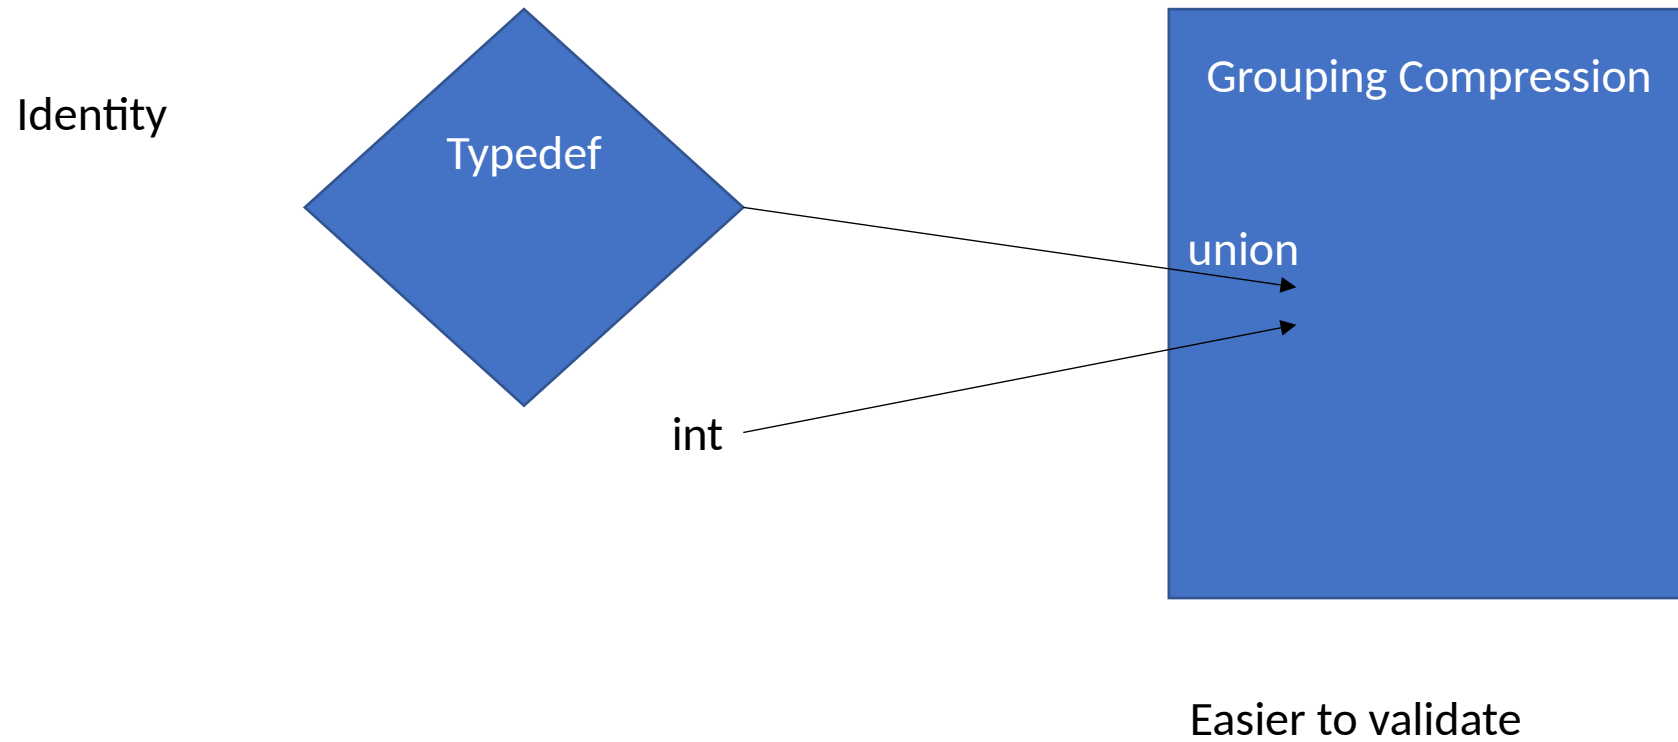 Identity
Typedef
Grouping Compression
union
int
Easier to validate